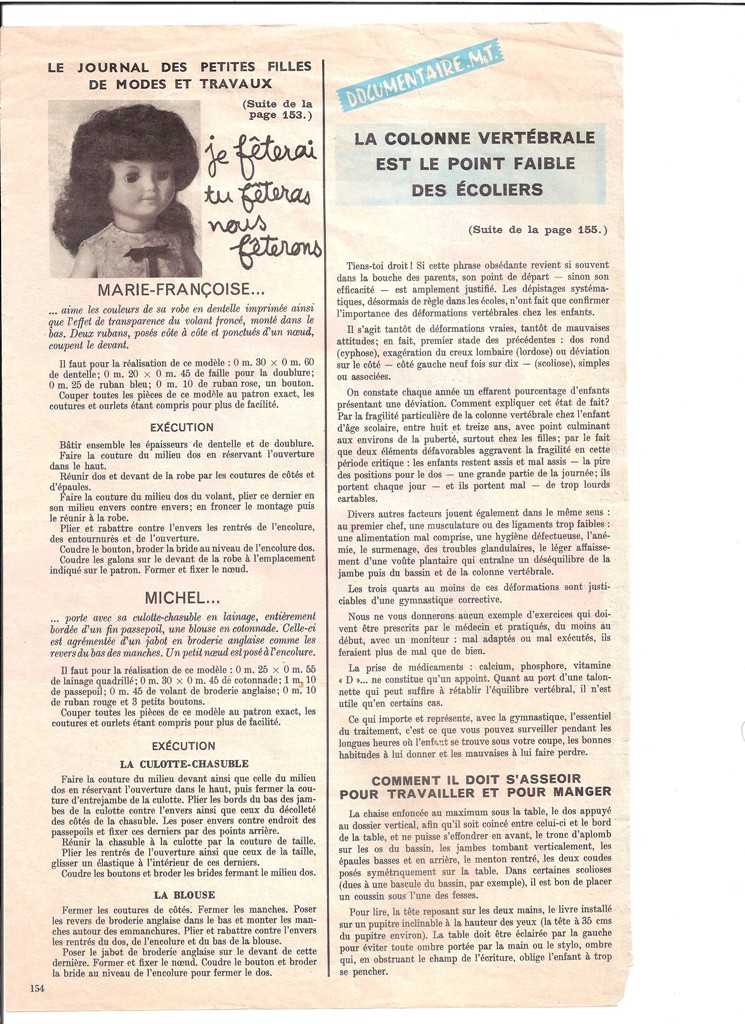 LE JOURNAL DES PETITES FILLES
DE MODES ET TRAVAUX
(Suite de la
page 153.)
je fêterai
tu fêteras
nous
fêterons
MARIE-FRANÇOISE...
... aime les couleurs de sa robe en dentelle imprimée ainsi
que l'effet de transparence du volant froncé, monté dans le
bas. Deux rubans, posés côte à côte et ponctués d'un nœud,
coupent le devant.
Il faut pour la réalisation de ce modèle : 0 m. 30 × 0 m. 60
de dentelle; 0 m. 20 × 0 m. 45 de faille pour la doublure;
0 m. 25 de ruban bleu; 0 m. 10 de ruban rose, un bouton.
Couper toutes les pièces de ce modèle au patron exact, les
coutures et ourlets étant compris pour plus de facilité.
EXÉCUTION
Bâtir ensemble les épaisseurs de dentelle et de doublure.
Faire la couture du milieu dos en réservant l'ouverture
dans le haut.
Réunir dos et devant de la robe par les coutures de côtés et
d'épaules.
Faire la couture du milieu dos du volant, plier ce dernier en
son milieu envers contre envers; en froncer le montage puis
le réunir à la robe.
Plier et rabattre contre l'envers les rentrés de l'encolure,
des entournures et de l'ouverture.
Coudre le bouton, broder la bride au niveau de l'encolure dos.
Coudre les galons sur le devant de la robe à l'emplacement
indiqué sur le patron. Former et fixer le nœud.
MICHEL...
... porte avec sa culotte-chasuble en lainage, entièrement
bordée d'un fin passepoil, une blouse en cotonnade. Celle-ci
est agrémentée d'un jabot en broderie anglaise comme les
revers du bas des manches. Un petit nœud est posé à l'encolure.
Il faut pour la réalisation de ce modèle : 0 m. 25 × 0 m. 55
de lainage quadrillé; 0 m. 30 × 0 m. 45 de cotonnade; 1 m. 10
de passepoil; 0 m. 45 de volant de broderie anglaise; 0 m. 10
de ruban rouge et 3 petits boutons.
Couper toutes les pièces de ce modèle au patron exact, les
coutures et ourlets étant compris pour plus de facilité.
EXÉCUTION
LA CULOTTE-CHASUBLE
Faire la couture du milieu devant ainsi que celle du milieu
dos en réservant l'ouverture dans le haut, puis fermer la cou-
ture d'entrejambe de la culotte. Plier les bords du bas des jam-
bes de la culotte contre l'envers ainsi que ceux du décolleté
des côtés de la chasuble. Les poser envers contre endroit des
passepoils et fixer ces derniers par des points arrière.
Réunir la chasuble à la culotte par la couture de taille.
Plier les rentrés de l'ouverture ainsi que ceux de la taille,
glisser un élastique à l'intérieur de ces derniers.
Coudre les boutons et broder les brides fermant le milieu dos.
LA BLOUSE
Fermer les coutures de côtés. Fermer les manches. Poser
les revers de broderie anglaise dans le bas et monter les man-
ches autour des emmanchures. Plier et rabattre contre l'envers
les rentrés du dos, de l'encolure et du bas de la blouse.
Poser le jabot de broderie anglaise sur le devant de cette
dernière. Former et fixer le nœud. Coudre le bouton et broder
la bride au niveau de l'encolure pour fermer le dos.
154
DOCUMENTAIRE.M.T.
LA COLONNE VERTÉBRALE
EST LE POINT FAIBLE
DES ÉCOLIERS
(Suite de la page 155.)
Tiens-toi droit! Si cette phrase obsédante revient si souvent
dans la bouche des parents, son point de départ — sinon son
efficacité — est amplement justifié. Les dépistages systéma-
tiques, désormais de règle dans les écoles, n'ont fait que confirmer
l'importance des déformations vertébrales chez les enfants.
Il s'agit tantôt de déformations vraies, tantôt de mauvaises
attitudes; en fait, premier stade des précédentes : dos rond
(cyphose), exagération du creux lombaire (lordose) ou déviation
sur le côté — côté gauche neuf fois sur dix — (scoliose), simples
ou associées.
On constate chaque année un effarent pourcentage d'enfants
présentant une déviation. Comment expliquer cet état de fait?
Par la fragilité particulière de la colonne vertébrale chez l'enfant
d'âge scolaire, entre huit et treize ans, avec point culminant
aux environs de la puberté, surtout chez les filles; par le fait
que deux éléments défavorables aggravent la fragilité en cette
période critique : les enfants restent assis et mal assis — la pire
des positions pour le dos — une grande partie de la journée; ils
portent chaque jour — et ils portent mal — de trop lourds
cartables.
Divers autres facteurs jouent également dans le même sens :
au premier chef, une musculature ou des ligaments trop faibles :
une alimentation mal comprise, une hygiène défectueuse, l'ané-
mie, le surmenage, des troubles glandulaires, le léger affaisse-
ment d'une voûte plantaire qui entraîne un déséquilibre de la
jambe puis du bassin et de la colonne vertébrale.
Les trois quarts au moins de ces déformations sont justi-
ciables d'une gymnastique corrective.
Nous ne vous donnerons aucun exemple d'exercices qui doi-
vent être prescrits par le médecin et pratiqués, du moins au
début, avec un moniteur : mal adaptés ou mal exécutés, ils
feraient plus de mal que de bien.
La prise de médicaments : calcium, phosphore, vitamine
« D »... ne constitue qu'un appoint. Quant au port d'une talon-
nette qui peut suffire à rétablir l'équilibre vertébral, il n'est
utile qu'en certains cas.
Ce qui importe et représente, avec la gymnastique, l'essentiel
du traitement, c'est ce que vous pouvez surveiller pendant les
longues heures où l'enfant se trouve sous votre coupe, les bonnes
habitudes à lui donner et les mauvaises à lui faire perdre.
COMMENT IL DOIT S'ASSEOIR
POUR TRAVAILLER ET POUR MANGER
La chaise enfoncée au maximum sous la table, le dos appuyé
au dossier vertical, afin qu'il soit coincé entre celui-ci et le bord
de la table, et ne puisse s'effondrer en avant, le tronc d'aplomb
sur les os du bassin, les jambes tombant verticalement, les
épaules basses et en arrière, le menton rentré, les deux coudes
posés symétriquement sur la table. Dans certaines scolioses
(dues à une bascule du bassin, par exemple), il est bon de placer
un coussin sous l'une des fesses.
Pour lire, la tête reposant sur les deux mains, le livre installé
sur un pupitre inclinable à la hauteur des yeux (la tête à 35 cms
du pupitre environ). La table doit être éclairée par la gauche
pour éviter toute ombre portée par la main ou le stylo, ombre
qui, en obstruant le champ de l'écriture, oblige l'enfant à trop
se pencher.